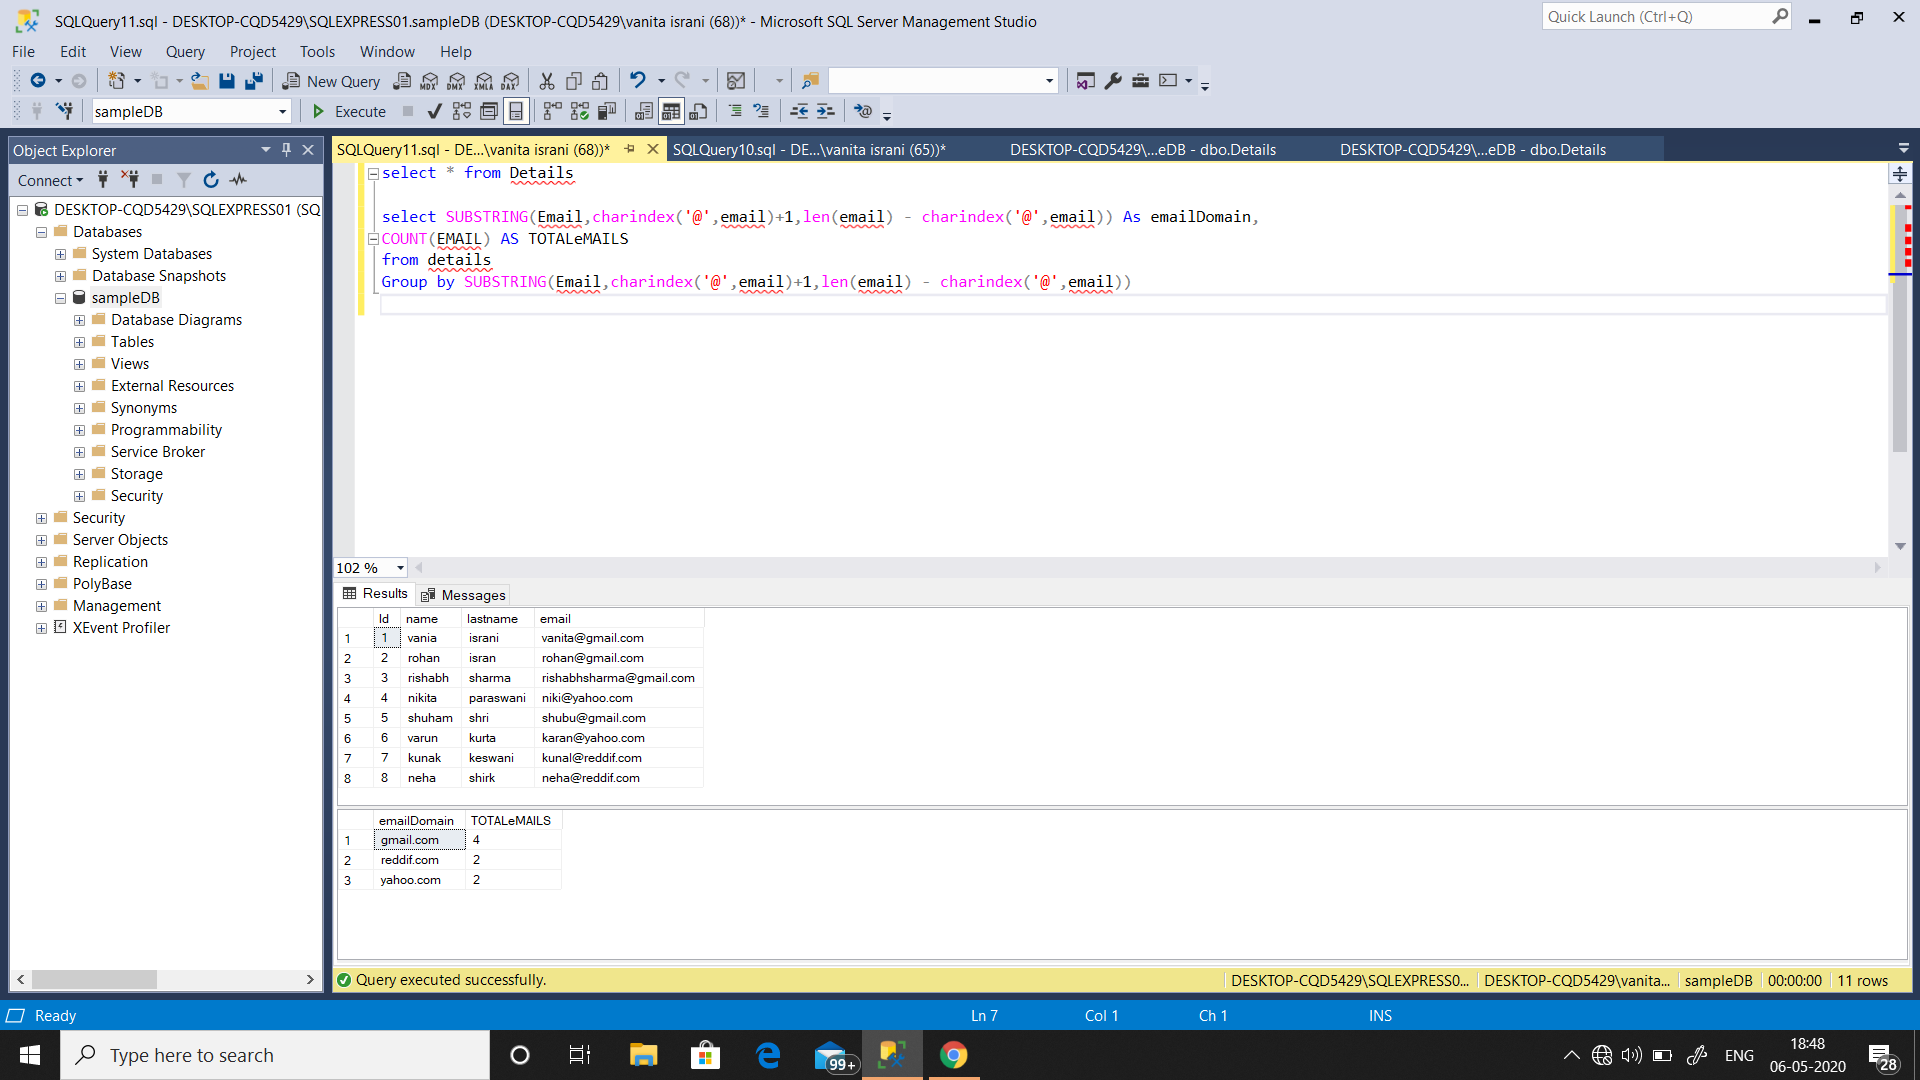 SQLQuery11.sql - DESKTOP-CQD5429\SQLEXPRESS01.sampleDB (DESKTOP-CQD5429\vanita israni (68))* - Microsoft SQL Server Management Studio
Quick Launch (Ctrl+Q)
File Edit View Query Project Tools Window Help
New Query MDX DMX XMLA DAX
sampleDB Execute
Object Explorer
SQLQuery11.sql - DE...\vanita israni (68))* SQLQuery10.sql - DE...\vanita israni (65))* DESKTOP-CQD5429\...eDB - dbo.Details DESKTOP-CQD5429\...eDB - dbo.Details
Connect
DESKTOP-CQD5429\SQLEXPRESS01 (SQ
Databases
System Databases
Database Snapshots
sampleDB
Database Diagrams
Tables
Views
External Resources
Synonyms
Programmability
Service Broker
Storage
Security
Security
Server Objects
Replication
PolyBase
Management
XEvent Profiler
select * from Details
select SUBSTRING(Email,charindex('@',email)+1,len(email) - charindex('@',email)) As emailDomain,
COUNT(EMAIL) AS TOTALeMAILS
from details
Group by SUBSTRING(Email,charindex('@',email)+1,len(email) - charindex('@',email))
102 %
Results Messages
Id name lastname email
1 1 vania israni vanita@gmail.com
2 2 rohan isran rohan@gmail.com
3 3 rishabh sharma rishabhsharma@gmail.com
4 4 nikita paraswani niki@yahoo.com
5 5 shuham shri shubu@gmail.com
6 6 varun kurta karan@yahoo.com
7 7 kunak keswani kunal@reddif.com
8 8 neha shirk neha@reddif.com
emailDomain TOTALeMAILS
1 gmail.com 4
2 reddif.com 2
3 yahoo.com 2
Query executed successfully. DESKTOP-CQD5429\SQLEXPRESS0... DESKTOP-CQD5429\vanita... sampleDB 00:00:00 11 rows
Ready Ln 7 Col 1 Ch 1 INS
Type here to search
99+
ENG
18:48
06-05-2020
28